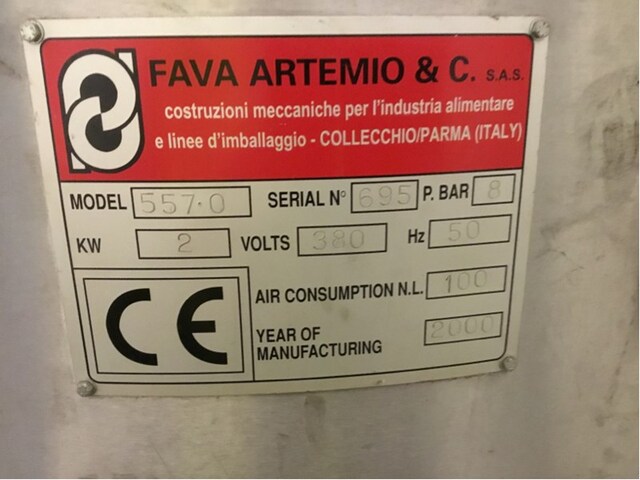 FAVA ARTEMIO & C. S.A.S.
costruzioni meccaniche per l'industria alimentare
e linee d'imballaggio - COLLECCHIO/PARMA (ITALY)
MODEL 557.0 SERIAL N° 695 P. BAR 8
KW 2 VOLTS 380 Hz 50
CE
AIR CONSUMPTION N.L. 100
YEAR OF
MANUFACTURING 2000